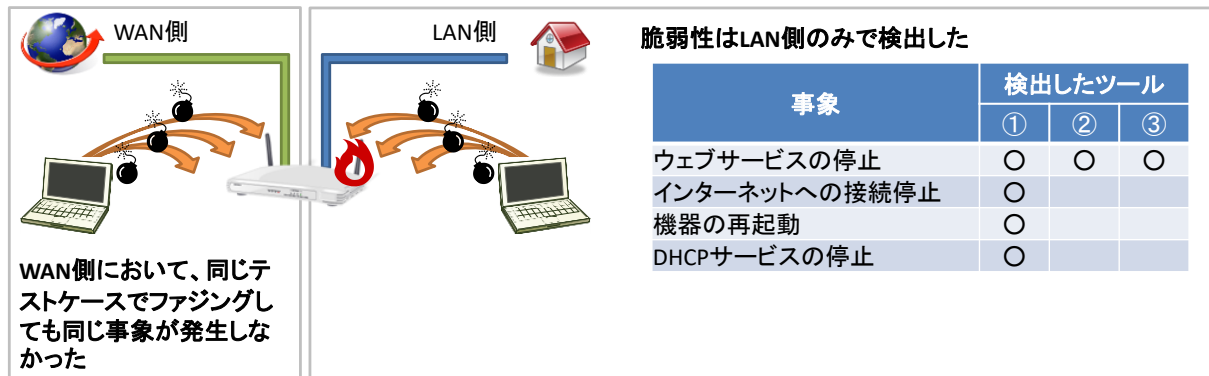 WAN側
WAN側において、同じテ
ストケースでファジングし
ても同じ事象が発生しな
かった
LAN側
脆弱性はLAN側のみで検出した
事象 検出したツール
① ② ③
ウェブサービスの停止 ○ ○ ○
インターネットへの接続停止 ○
機器の再起動 ○
DHCPサービスの停止 ○